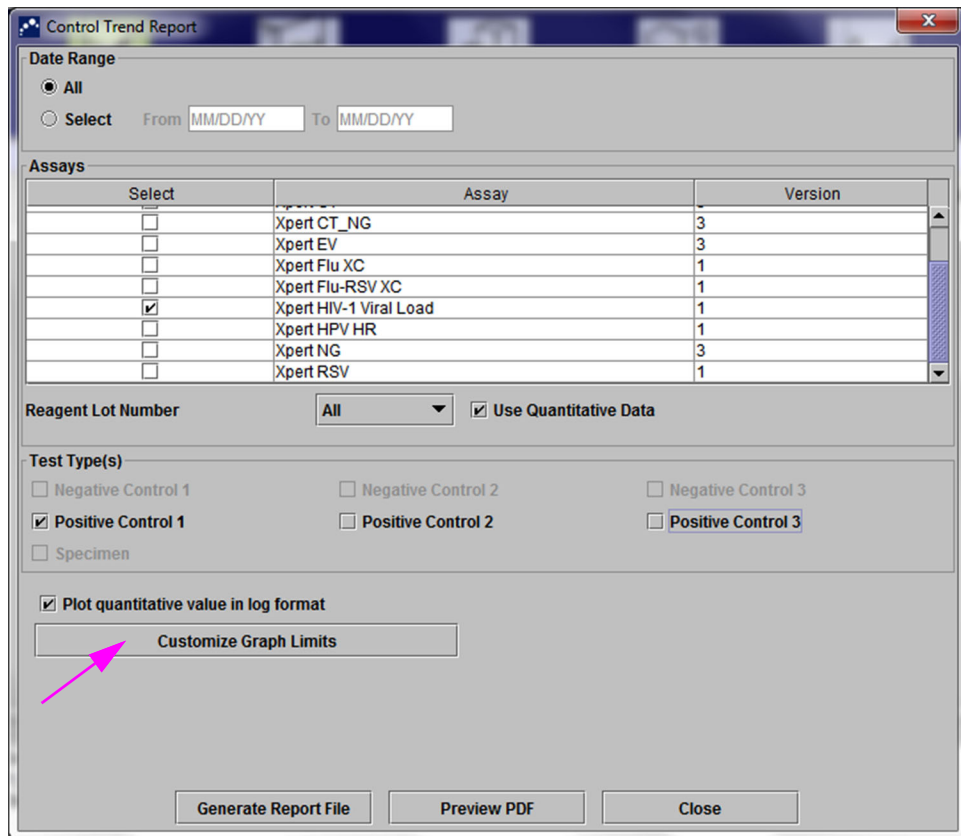 Control Trend Report
Date Range
All
Select From MM/DD/YY To MM/DD/YY
Assays
Select Assay Version
Xpert CT_NG 3
Xpert EV 3
Xpert Flu XC 1
Xpert Flu-RSV XC 1
Xpert HIV-1 Viral Load 1
Xpert HPV HR 1
Xpert NG 3
Xpert RSV 1
Reagent Lot Number All Use Quantitative Data
Test Type(s)
Negative Control 1 Negative Control 2 Negative Control 3
Positive Control 1 Positive Control 2 Positive Control 3
Specimen
Plot quantitative value in log format
Customize Graph Limits
Generate Report File Preview PDF Close